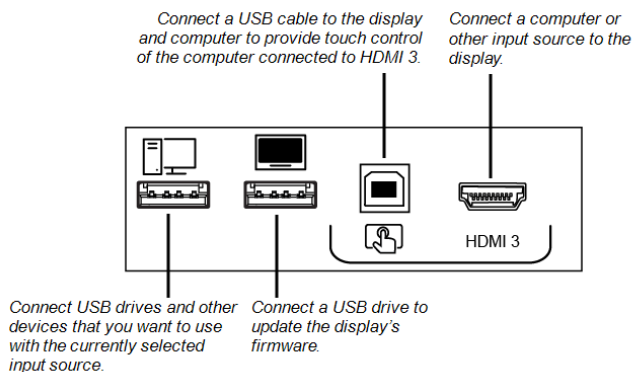 Connect a USB cable to the display
and computer to provide touch control
of the computer connected to HDMI 3.
Connect a computer or
other input source to the
display.
HDMI 3
Connect USB drives and other
devices that you want to use
with the currently selected
input source.
Connect a USB drive to
update the display's
firmware.